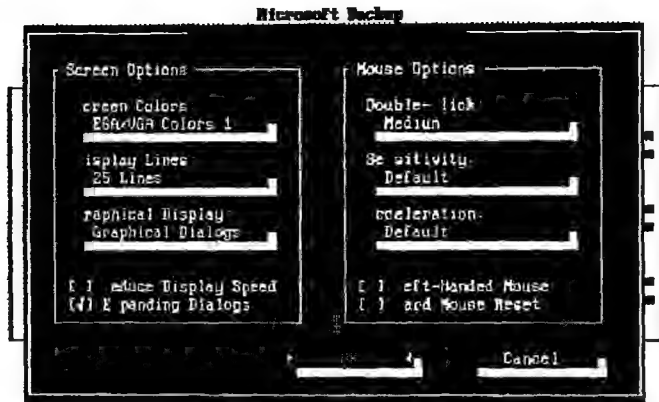 Microsoft Backup
Screen Options
creen Colors
EGA/VGA Colors 1
isplay Lines:
25 Lines
raphical Display:
Graphical Dialogs
[ ] educe Display Speed
[√] E panding Dialogs
Mouse Options
Double- lick:
Medium
Se sitivity:
Default
cceleration:
Default
[ ] eft-Handed Mouse
[ ] ard Mouse Reset
OK
Cancel